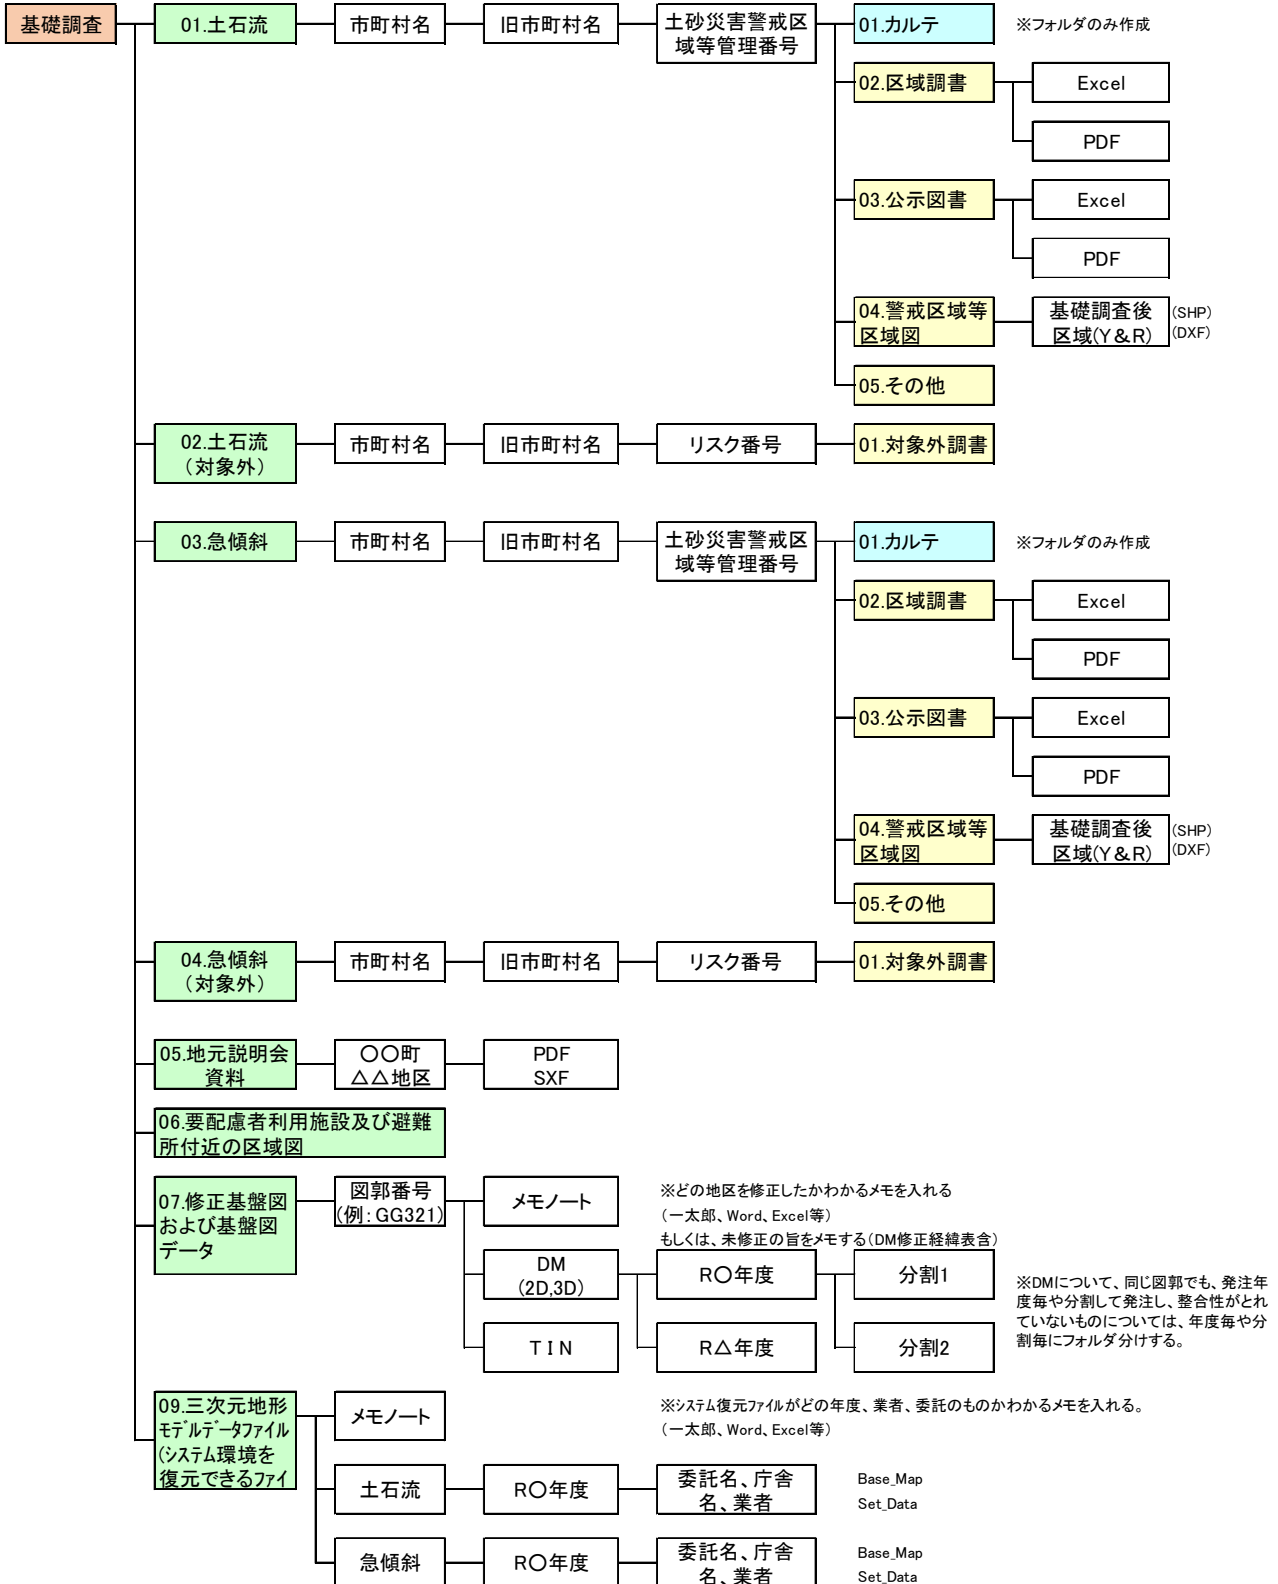 基礎調査
01.土石流
市町村名
旧市町村名
土砂災害警戒区
域等管理番号
01.カルテ
※フォルダのみ作成
02.区域調書
Excel
PDF
03.公示図書
Excel
PDF
04.警戒区域等
区域図
基礎調査後
区域(Y&R)
(SHP)
(DXF)
05.その他
02.土石流
（対象外）
市町村名
旧市町村名
リスク番号
01.対象外調書
03.急傾斜
市町村名
旧市町村名
土砂災害警戒区
域等管理番号
01.カルテ
※フォルダのみ作成
02.区域調書
Excel
PDF
03.公示図書
Excel
PDF
04.警戒区域等
区域図
基礎調査後
区域(Y&R)
(SHP)
(DXF)
05.その他
04.急傾斜
（対象外）
市町村名
旧市町村名
リスク番号
01.対象外調書
05.地元説明会
資料
〇〇町
△△地区
PDF
SXF
06.要配慮者利用施設及び避難
所付近の区域図
07.修正基盤図
および基盤図
データ
図郭番号
(例：GG321)
メモノート
※どの地区を修正したかわかるメモを入れる
（一太郎、Word、Excel等）
もしくは、未修正の旨をメモする（DM修正経緯表含）
DM
(2D,3D)
R〇年度
分割1
※DMについて、同じ図郭でも、発注年
度毎や分割して発注し、整合性がとれ
ていないものについては、年度毎や分
割毎にフォルダ分けする。
TIN
R△年度
分割2
09.三次元地形
ﾓﾃﾞﾙﾃﾞｰﾀﾌｧｲﾙ
(ｼｽﾃﾑ環境を
復元できるﾌｧｲ
メモノート
※ｼｽﾃﾑ復元ﾌｧｲﾙがどの年度、業者、委託のものかわかるメモを入れる。
（一太郎、Word、Excel等）
土石流
R〇年度
委託名、庁舎
名、業者
Base_Map
Set_Data
急傾斜
R〇年度
委託名、庁舎
名、業者
Base_Map
Set_Data